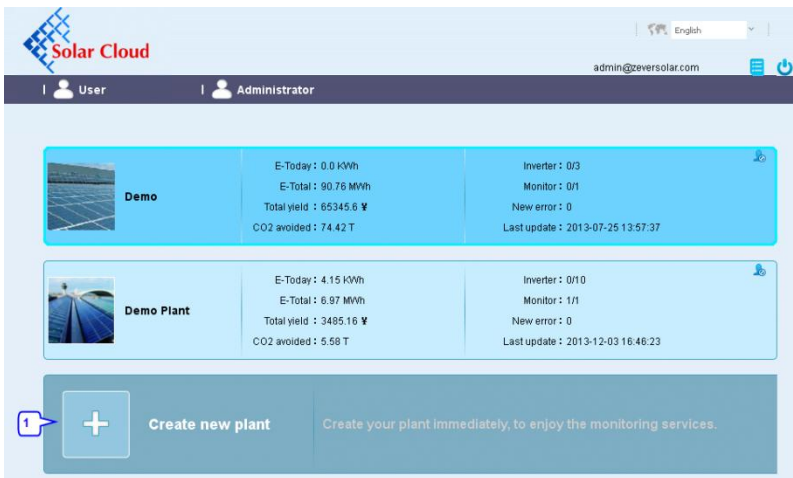 English
Solar Cloud
admin@zeversolar.com
User
Administrator
Demo
E-Today : 0.0 KWh
E-Total : 90.76 MWh
Total yield : 65345.6 ¥
CO2 avoided : 74.42 T
Inverter : 0/3
Monitor : 0/1
New error : 0
Last update : 2013-07-25 13:57:37
Demo Plant
E-Today : 4.15 KWh
E-Total : 6.97 MWh
Total yield : 3485.16 ¥
CO2 avoided : 5.58 T
Inverter : 0/10
Monitor : 1/1
New error : 0
Last update : 2013-12-03 16:46:23
1
Create new plant
Create your plant immediately, to enjoy the monitoring services.